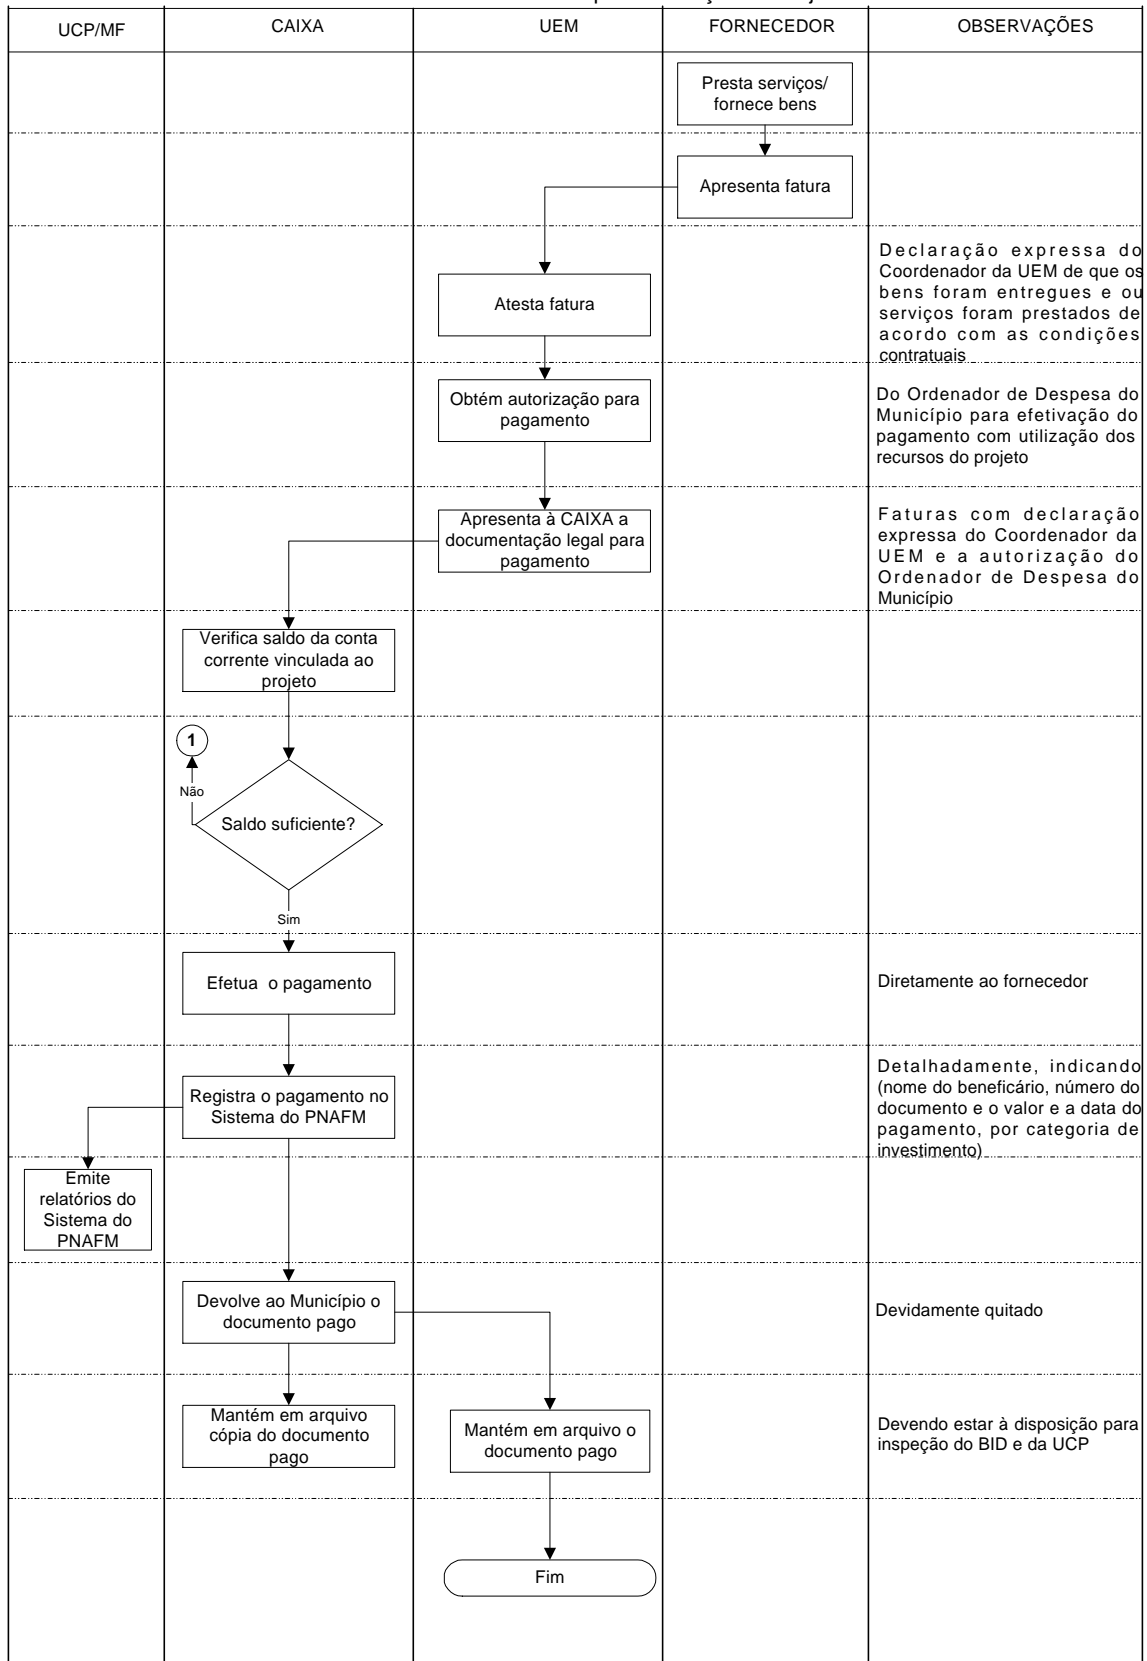 UCP/MF
CAIXA
UEM
FORNECEDOR
OBSERVAÇÕES
Presta serviços/
fornece bens
Apresenta fatura
Atesta fatura
Declaração expressa do
Coordenador da UEM de que os
bens foram entregues e ou
serviços foram prestados de
acordo com as condições
contratuais
Obtém autorização para
pagamento
Do Ordenador de Despesa do
Município para efetivação do
pagamento com utilização dos
recursos do projeto
Apresenta à CAIXA a
documentação legal para
pagamento
Faturas com declaração
expressa do Coordenador da
UEM e a autorização do
Ordenador de Despesa do
Município
Verifica saldo da conta
corrente vinculada ao
projeto
1
Não
Saldo suficiente?
Sim
Efetua o pagamento
Diretamente ao fornecedor
Registra o pagamento no
Sistema do PNAFM
Detalhadamente, indicando
(nome do beneficário, número do
documento e o valor e a data do
pagamento, por categoria de
investimento)
Emite
relatórios do
Sistema do
PNAFM
Devolve ao Município o
documento pago
Devidamente quitado
Mantém em arquivo
cópia do documento
pago
Mantém em arquivo o
documento pago
Devendo estar à disposição para
inspeção do BID e da UCP
Fim